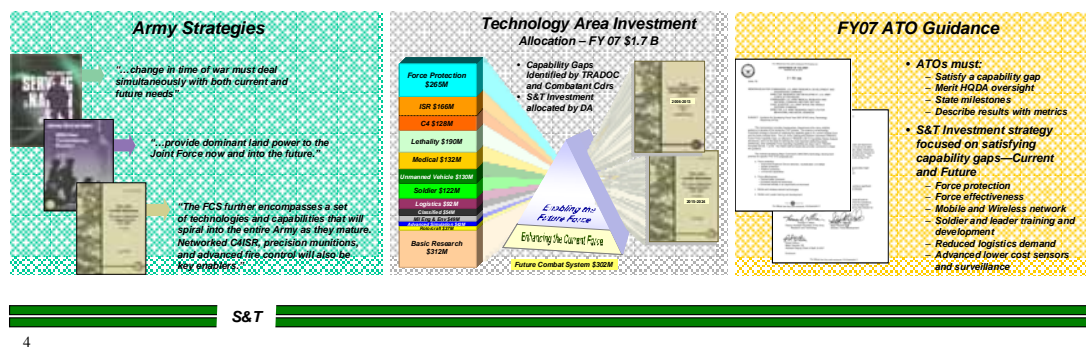 Army Strategies
"…change in time of war must deal
simultaneously with both current and
future needs"
"…provide dominant land power to the
Joint Force now and into the future."
"The FCS further encompasses a set
of technologies and capabilities that will
spiral into the entire Army as they mature.
Networked C4ISR, precision munitions,
and advanced fire control will also be
key enablers."
Technology Area Investment
Allocation – FY 07 $1.7 B
• Capability Gaps
Identified by TRADOC
and Combatant Cdrs
• S&T Investment
allocated by DA
Force Protection
$265M
ISR $166M
C4 $128M
Lethality $190M
Medical $132M
Unmanned Vehicle $130M
Soldier $122M
Logistics $92M
Classified $54M
Mil Eng & Env $49M
Rotorcraft $37M
Basic Research
$312M
Enabling the
Future Force
Enhancing the Current Force
Future Combat System $302M
FY07 ATO Guidance
• ATOs must:
– Satisfy a capability gap
– Merit HQDA oversight
– State milestones
– Describe results with metrics
• S&T Investment strategy
focused on satisfying
capability gaps—Current
and Future
– Force protection
– Force effectiveness
– Mobile and Wireless network
– Soldier and leader training and
development
– Reduced logistics demand
– Advanced lower cost sensors
and surveillance
S&T
4